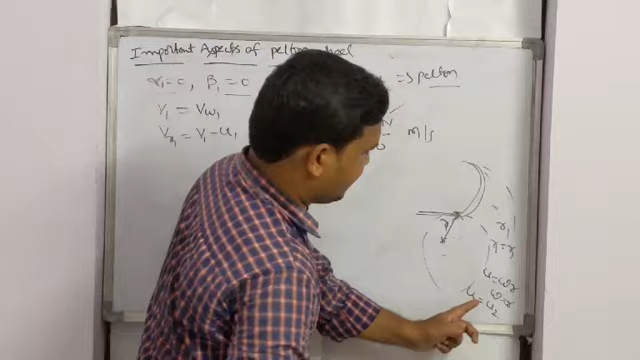 Important Aspects of pelton wheel
α₁=0, β₁=0 =) pelton
V₁ = Vw₁
Vr₁ = V₁-u₁ m/s
r₁
u=ωr
ω·r
u₁=u₂